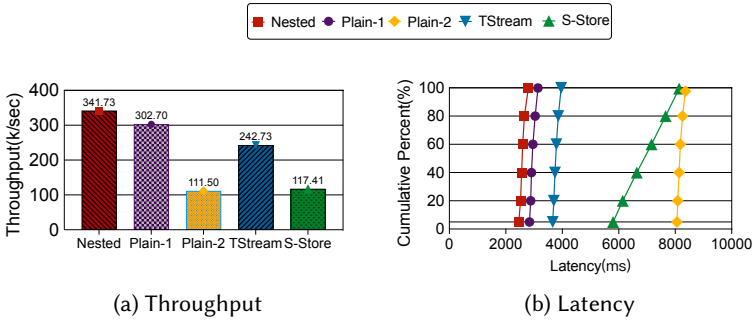 Nested Plain-1 Plain-2 TStream S-Store
Throughput(k/sec)
400
300
200
100
0
341.73
302.70
111.50
242.73
117.41
Nested Plain-1 Plain-2 TStream S-Store
(a) Throughput
Cumulative Percent(%)
100
80
60
40
20
0 2000 4000 6000 8000 10000
Latency(ms)
(b) Latency